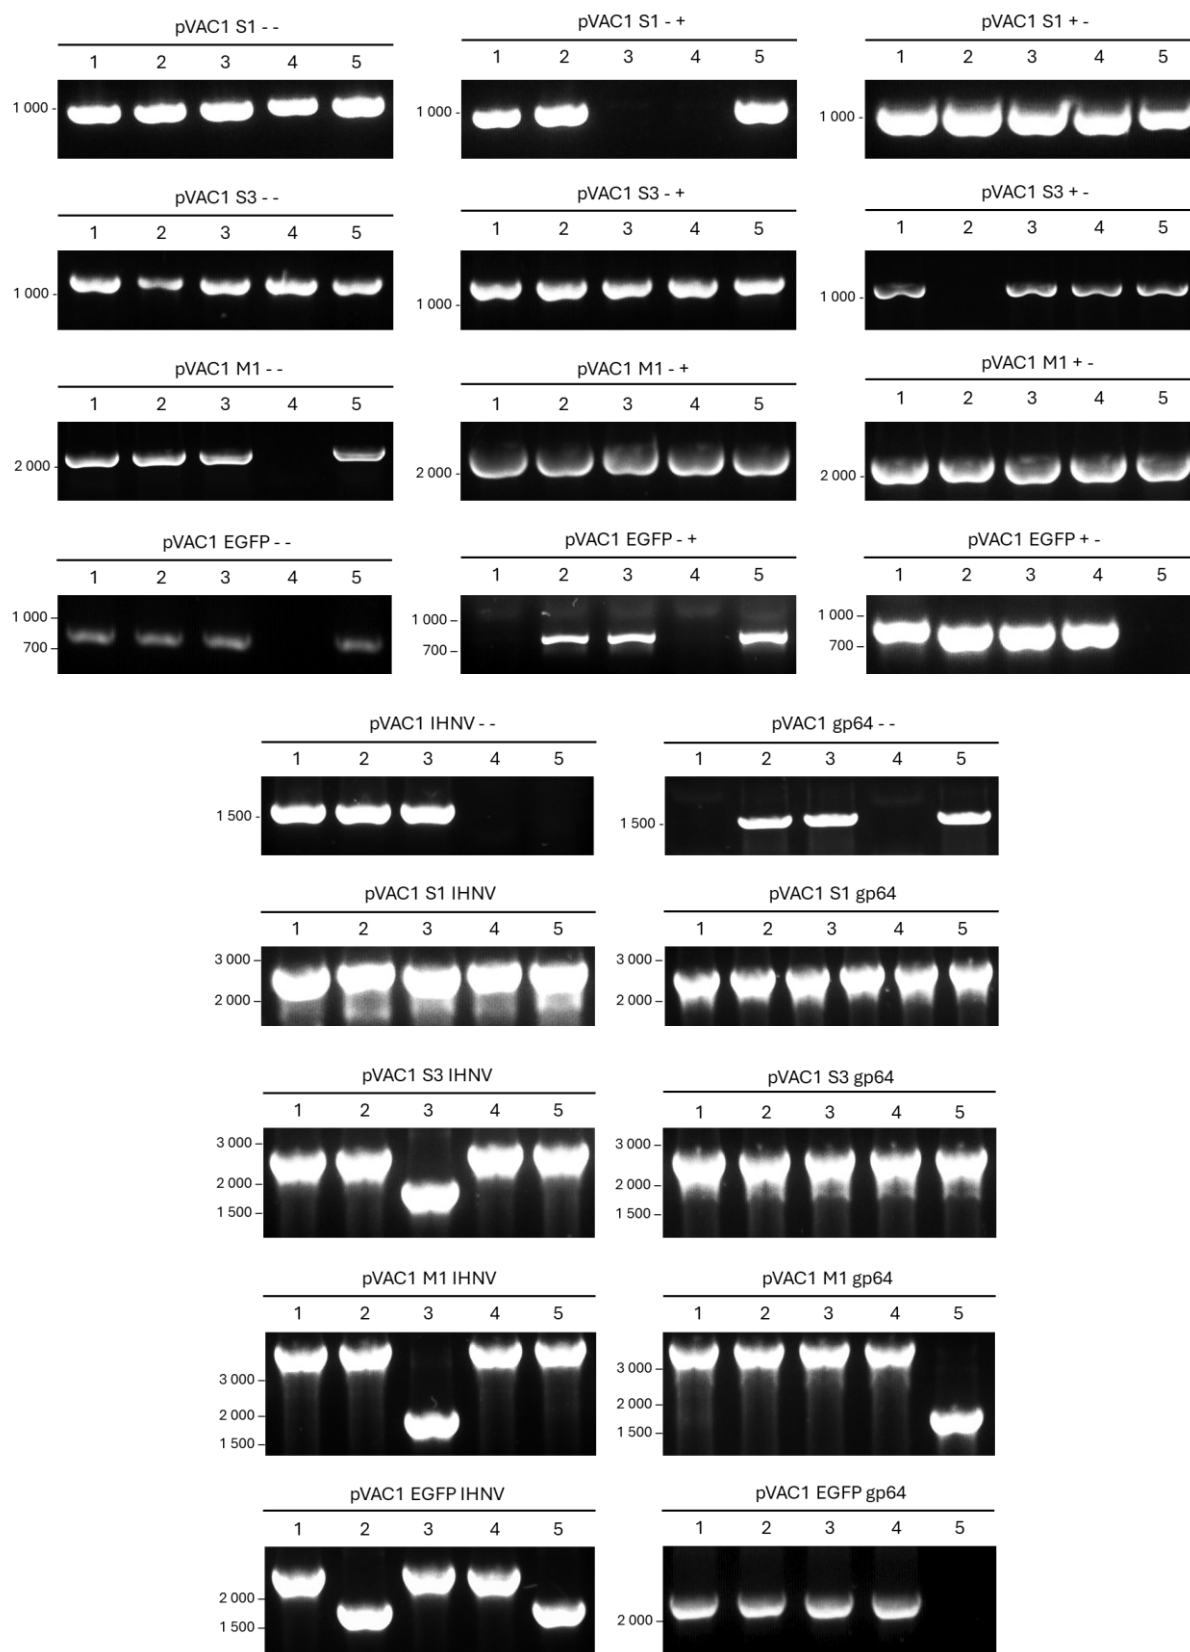 pVAC1 S1 - - pVAC1 S1 - + pVAC1 S1 + -
1 2 3 4 5 1 2 3 4 5 1 2 3 4 5
1 000 - 1 000 - 1 000 -
pVAC1 S3 - - pVAC1 S3 - + pVAC1 S3 + -
1 2 3 4 5 1 2 3 4 5 1 2 3 4 5
1 000 - 1 000 - 1 000 -
pVAC1 M1 - - pVAC1 M1 - + pVAC1 M1 + -
1 2 3 4 5 1 2 3 4 5 1 2 3 4 5
2 000 - 2 000 - 2 000 -
pVAC1 EGFP - - pVAC1 EGFP - + pVAC1 EGFP + -
1 2 3 4 5 1 2 3 4 5 1 2 3 4 5
1 000 - 1 000 - 1 000 -
700 - 700 - 700 -
pVAC1 IHNV - - pVAC1 gp64 - -
1 2 3 4 5 1 2 3 4 5
1 500 - 1 500 -
pVAC1 S1 IHNV pVAC1 S1 gp64
1 2 3 4 5 1 2 3 4 5
3 000 – 3 000 –
2 000 – 2 000 –
pVAC1 S3 IHNV pVAC1 S3 gp64
1 2 3 4 5 1 2 3 4 5
3 000 – 3 000 –
2 000 – 2 000 –
1 500 – 1 500 –
pVAC1 M1 IHNV pVAC1 M1 gp64
1 2 3 4 5 1 2 3 4 5
3 000 – 3 000 –
2 000 – 2 000 –
1 500 – 1 500 –
pVAC1 EGFP IHNV pVAC1 EGFP gp64
1 2 3 4 5 1 2 3 4 5
2 000 – 2 000 –
1 500 –